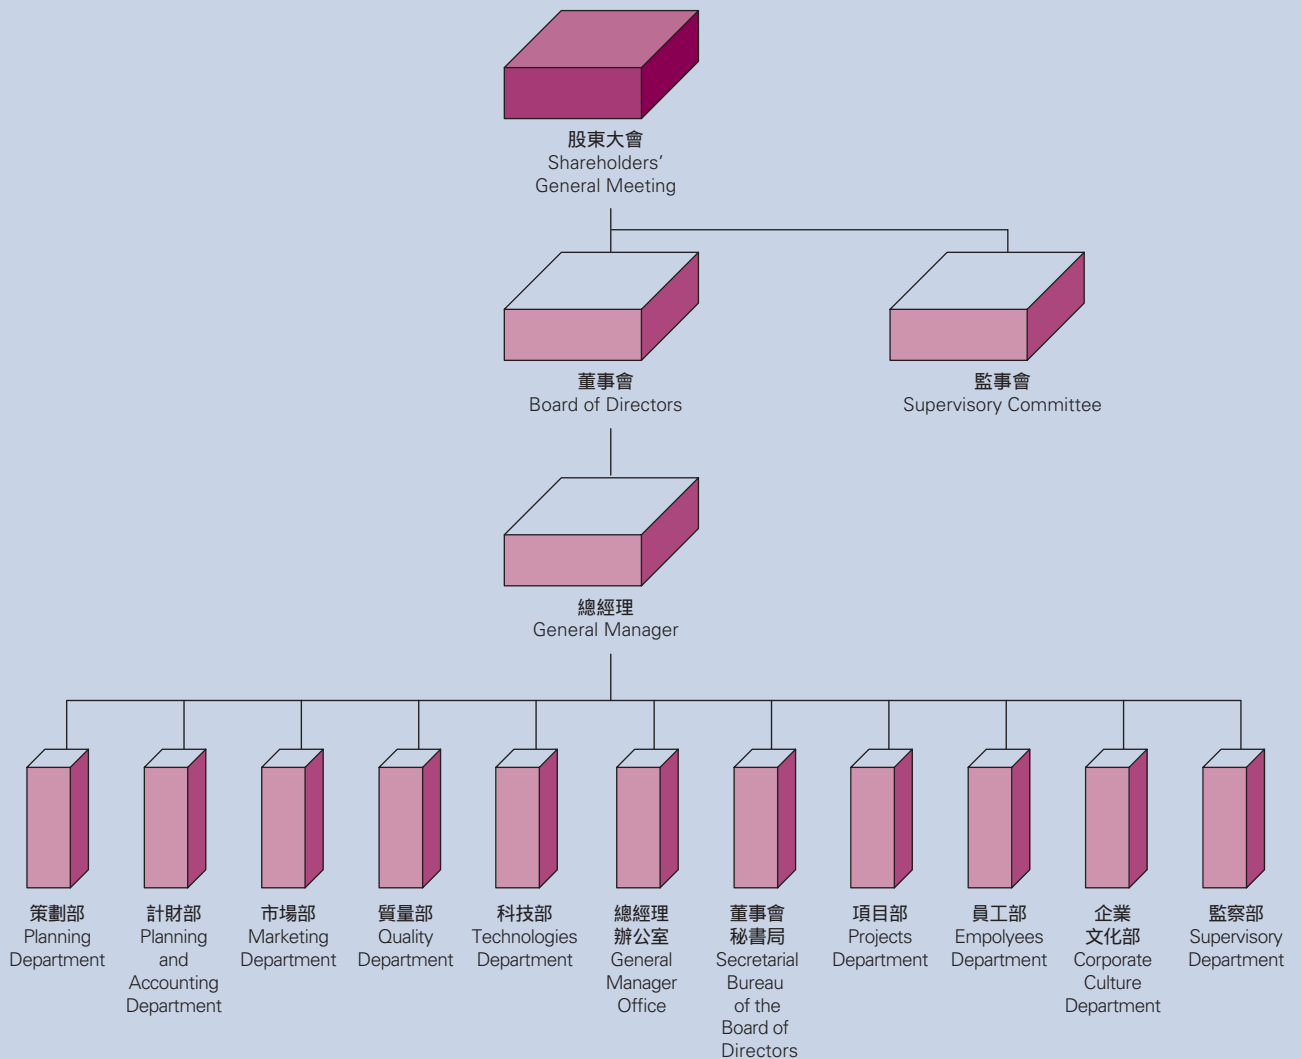 股東大會
Shareholders’
General Meeting
董事會
Board of Directors
監事會
Supervisory Committee
總經理
General Manager
策劃部
Planning
Department
計財部
Planning
and
Accounting
Department
市場部
Marketing
Department
質量部
Quality
Department
科技部
Technologies
Department
總經理
辦公室
General
Manager
Office
董事會
秘書局
Secretarial
Bureau
of the
Board of
Directors
項目部
Projects
Department
員工部
Empolyees
Department
企業
文化部
Corporate
Culture
Department
監察部
Supervisory
Department